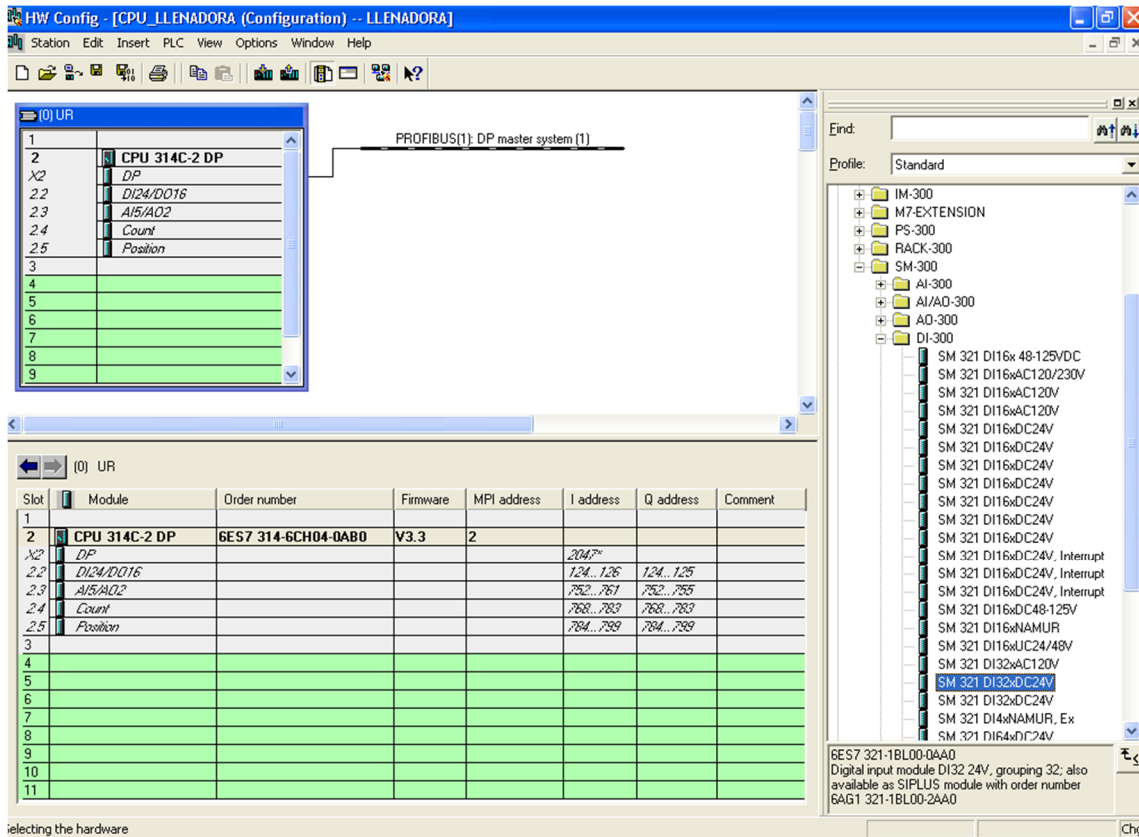 HW Config - [CPU_LLENADORA (Configuration) -- LLENADORA]
Station Edit Insert PLC View Options Window Help
(0) UR
1
2 CPU 314C-2 DP
X2 DP
2.2 DI24/DO16
2.3 AI5/AO2
2.4 Count
2.5 Position
3
4
5
6
7
8
9
PROFIBUS(1): DP master system (1)
(0) UR
Slot Module Order number Firmware MPI address I address Q address Comment
1
2 CPU 314C-2 DP 6ES7 314-6CH04-0AB0 V3.3 2
X2 DP 2047*
2.2 DI24/DO16 124...126 124...125
2.3 AI5/AO2 752...761 752...755
2.4 Count 768...783 768...783
2.5 Position 784...799 784...799
3
4
5
6
7
8
9
10
11
Find:
Profile: Standard
IM-300
M7-EXTENSION
PS-300
RACK-300
SM-300
AI-300
AI/AO-300
AO-300
DI-300
SM 321 DI16x 48-125VDC
SM 321 DI16xAC120/230V
SM 321 DI16xAC120V
SM 321 DI16xAC120V
SM 321 DI16xDC24V
SM 321 DI16xDC24V
SM 321 DI16xDC24V
SM 321 DI16xDC24V
SM 321 DI16xDC24V
SM 321 DI16xDC24V
SM 321 DI16xDC24V
SM 321 DI16xDC24V, Interrupt
SM 321 DI16xDC24V, Interrupt
SM 321 DI16xDC24V, Interrupt
SM 321 DI16xDC48-125V
SM 321 DI16xNAMUR
SM 321 DI16xUC24/48V
SM 321 DI32xAC120V
SM 321 DI32xDC24V
SM 321 DI32xDC24V
SM 321 DI4xNAMUR, Ex
SM 321 DI64xDC24V
6ES7 321-1BL00-0AA0
Digital input module DI32 24V, grouping 32; also
available as SIPLUS module with order number
6AG1 321-1BL00-2AA0
Selecting the hardware
Chg